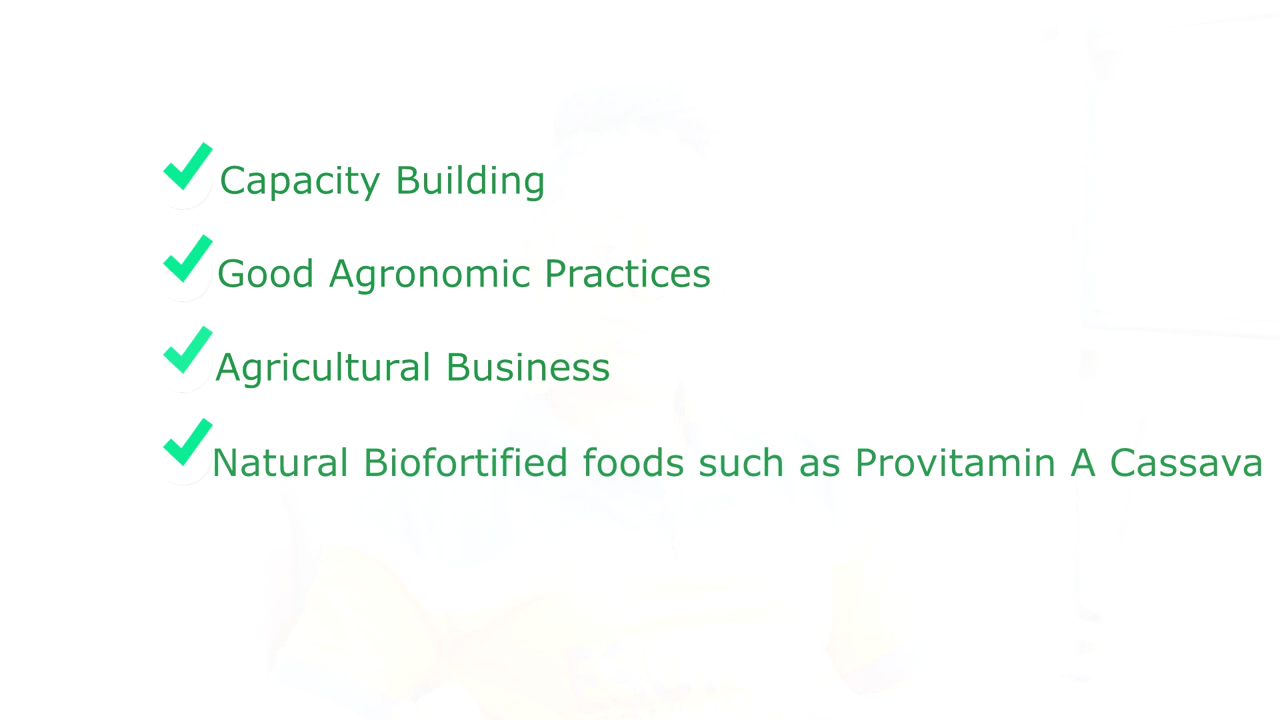 Capacity Building
Good Agronomic Practices
Agricultural Business
Natural Biofortified foods such as Provitamin A Cassava